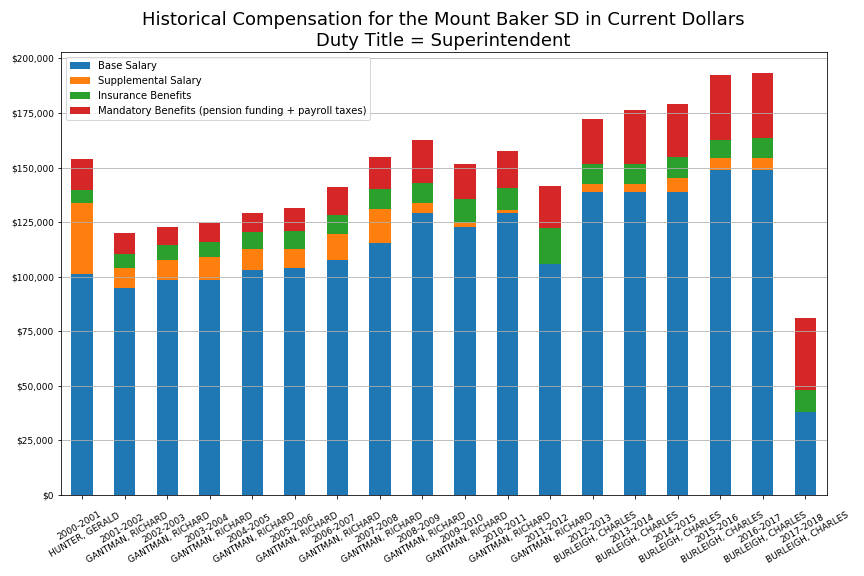 Historical Compensation for the Mount Baker SD in Current Dollars
Duty Title = Superintendent
Base Salary
Supplemental Salary
Insurance Benefits
Mandatory Benefits (pension funding + payroll taxes)
$200,000
$175,000
$150,000
$125,000
$100,000
$75,000
$50,000
$25,000
$0
2000-2001
HUNTER, GERALD
2001-2002
GANTMAN, RICHARD
2002-2003
GANTMAN, RICHARD
2003-2004
GANTMAN, RICHARD
2004-2005
GANTMAN, RICHARD
2005-2006
GANTMAN, RICHARD
2006-2007
GANTMAN, RICHARD
2007-2008
GANTMAN, RICHARD
2008-2009
GANTMAN, RICHARD
2009-2010
GANTMAN, RICHARD
2010-2011
GANTMAN, RICHARD
2011-2012
GANTMAN, RICHARD
2012-2013
BURLEIGH, CHARLES
2013-2014
BURLEIGH, CHARLES
2014-2015
BURLEIGH, CHARLES
2015-2016
BURLEIGH, CHARLES
2016-2017
BURLEIGH, CHARLES
2017-2018
BURLEIGH, CHARLES